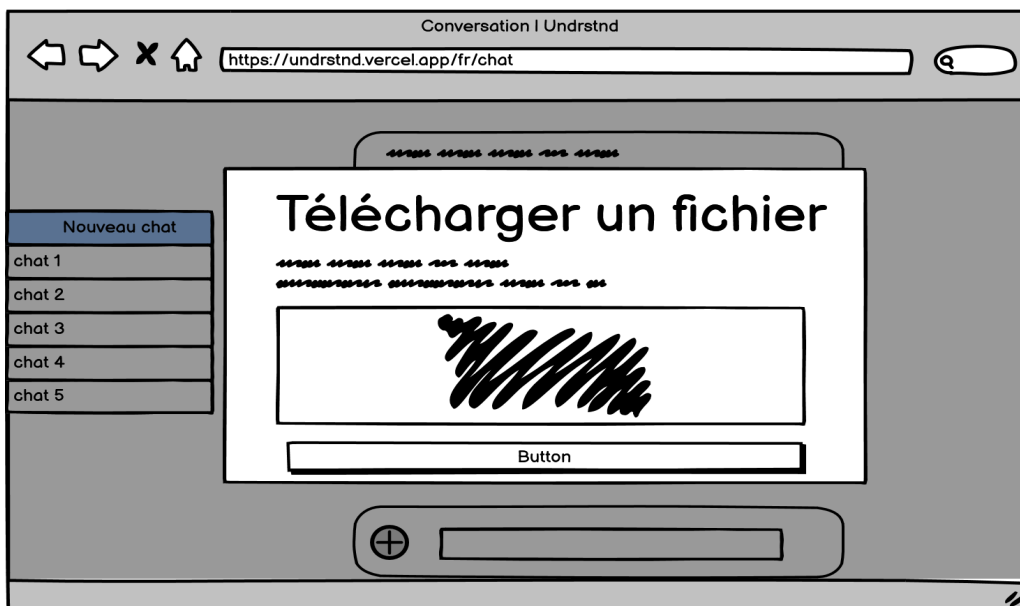 Conversation | Undrstnd
https://undrstnd.vercel.app/fr/chat
Télécharger un fichier
Nouveau chat
chat 1
chat 2
chat 3
chat 4
chat 5
Button